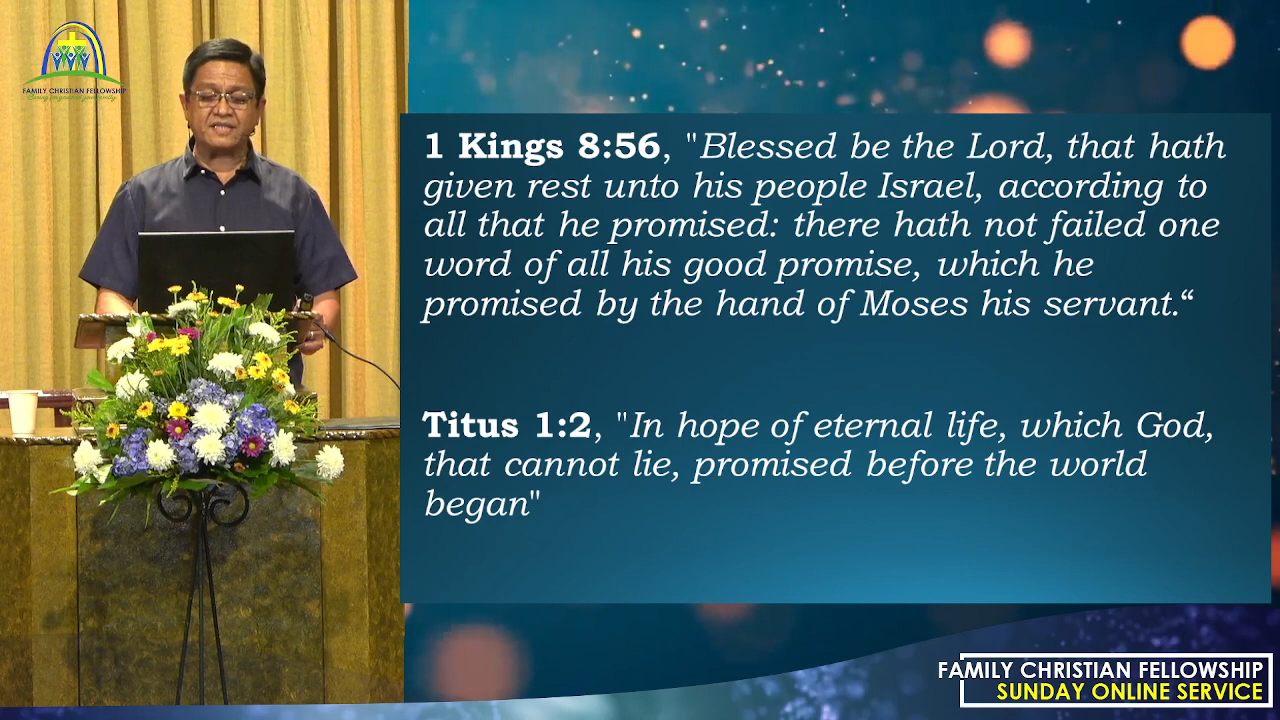 FAMILY CHRISTIAN FELLOWSHIP
1 Kings 8:56, "Blessed be the Lord, that hath
given rest unto his people Israel, according to
all that he promised: there hath not failed one
word of all his good promise, which he
promised by the hand of Moses his servant.“
Titus 1:2, "In hope of eternal life, which God,
that cannot lie, promised before the world
began"
FAMILY CHRISTIAN FELLOWSHIP
SUNDAY ONLINE SERVICE